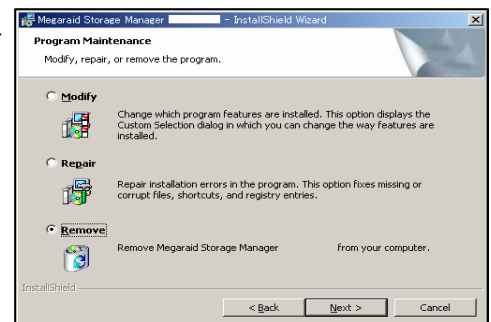 Megaraid Storage Manager - InstallShield Wizard
Program Maintenance
Modify, repair, or remove the program.
Modify
Change which program features are installed. This option displays the
Custom Selection dialog in which you can change the way features are
installed.
Repair
Repair installation errors in the program. This option fixes missing or
corrupt files, shortcuts, and registry entries.
Remove
Remove Megaraid Storage Manager from your computer.
InstallShield
< Back
Next >
Cancel